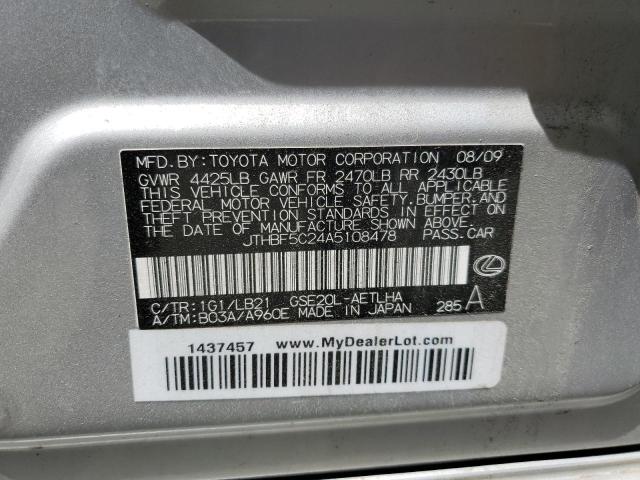 MFD. BY: TOYOTA MOTOR CORPORATION 08/09
GVWR 4425LB GAWR FR 2470LB RR 2430LB
THIS VEHICLE CONFORMS TO ALL APPLICABLE
FEDERAL MOTOR VEHICLE SAFETY, BUMPER, AND
THEFT PREVENTION STANDARDS IN EFFECT ON
THE DATE OF MANUFACTURE SHOWN ABOVE.
JTHBF5C24A5108478 PASS.CAR
C/TR: 1G1/LB21 GSE20L-AETLHA
A/TM: B03A/A960E MADE IN JAPAN 285 A
1437457 www.MyDealerLot.com